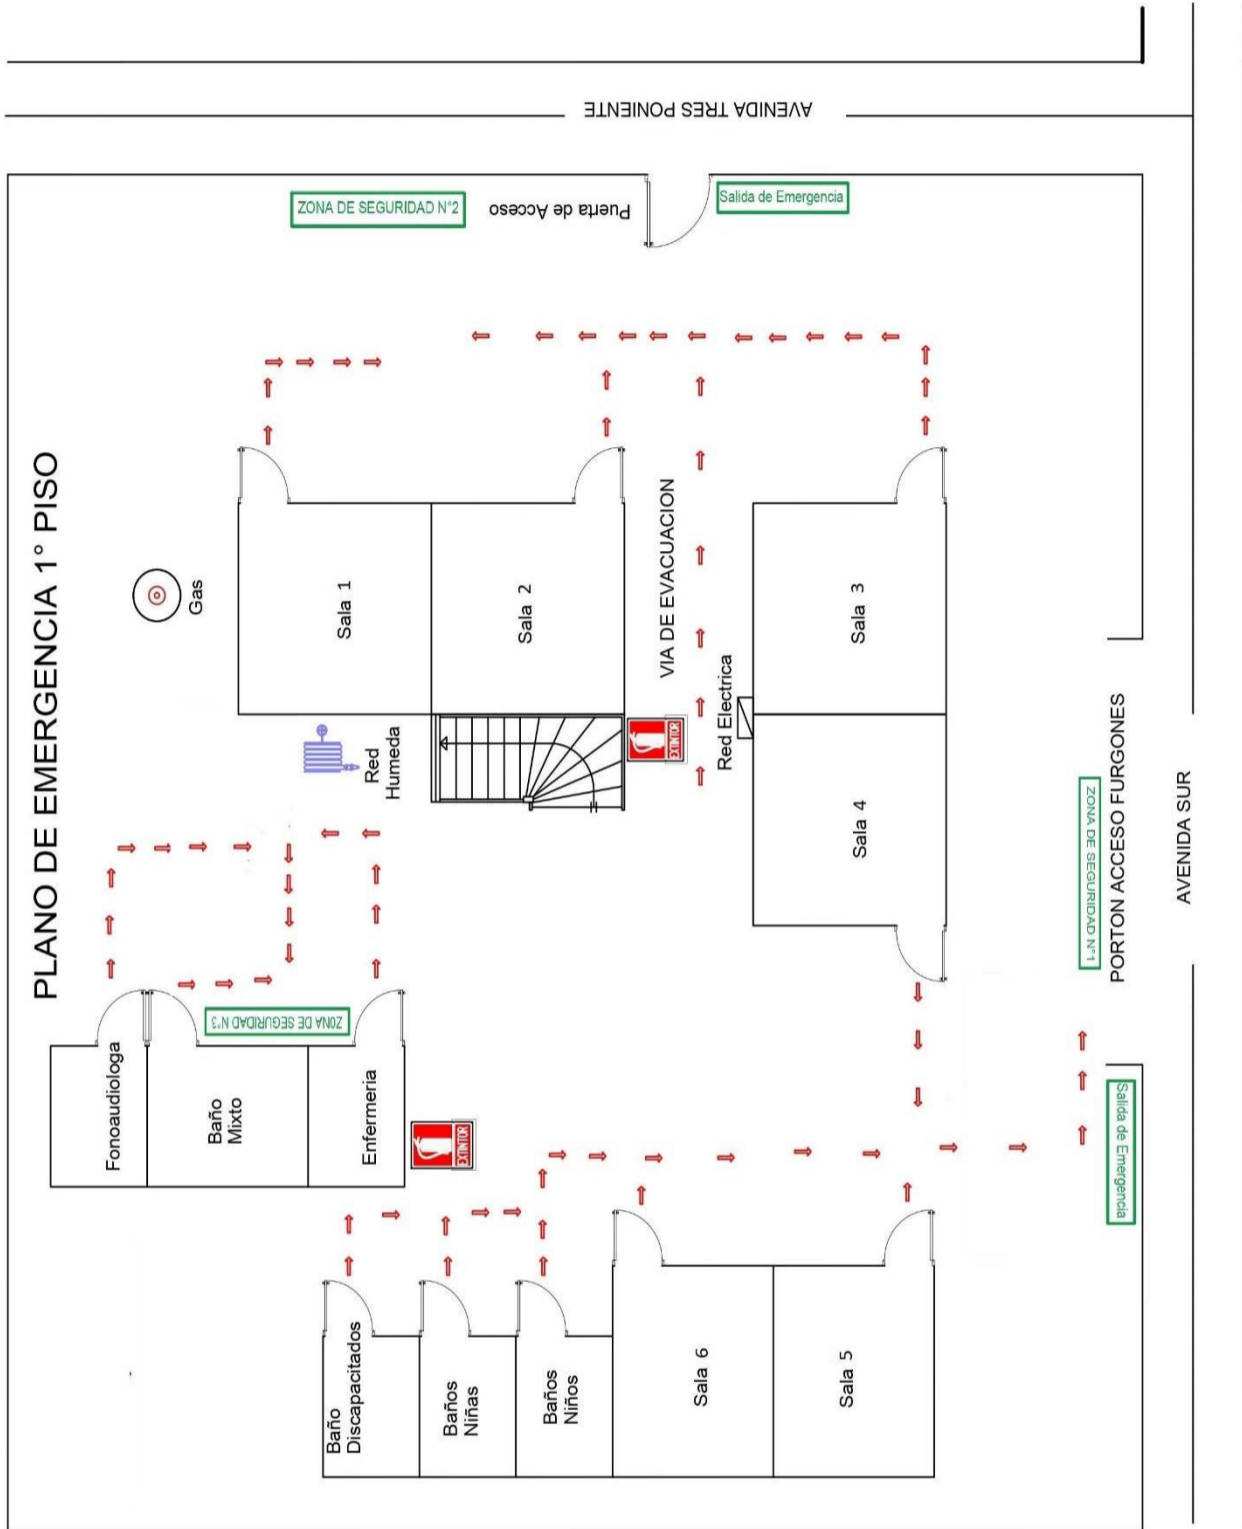 PLANO DE EMERGENCIA 1° PISO
AVENIDA TRES PONIENTE
ZONA DE SEGURIDAD N°2
Puerta de Acceso
Salida de Emergencia
Gas
Sala 1
Sala 2
VIA DE EVACUACION
Sala 3
Red
Humeda
EXTINTOR
Red Electrica
Sala 4
ZONA DE SEGURIDAD N°1
PORTON ACCESO FURGONES
AVENIDA SUR
Fonoaudiologa
Baño
Mixto
ZONA DE SEGURIDAD N°3
Enfermeria
EXTINTOR
Salida de Emergencia
Baño
Discapacitados
Baños
Niñas
Baños
Niños
Sala 6
Sala 5